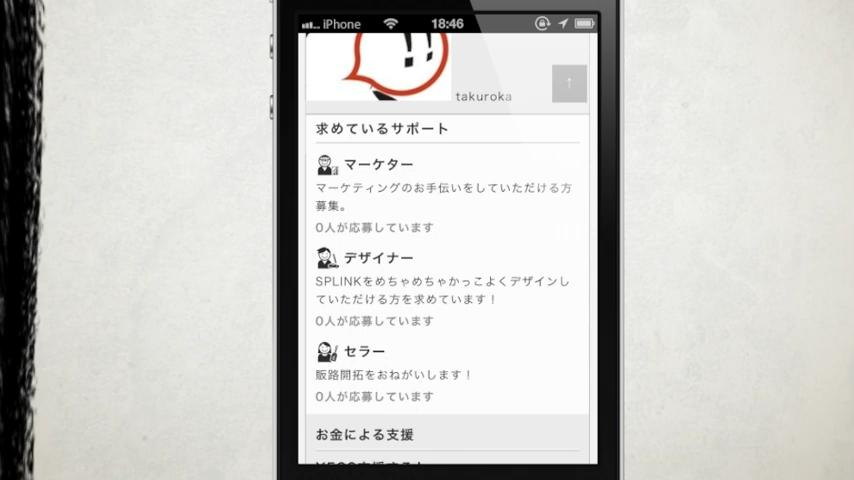 iPhone 18:46
!!
takuroka
↑
求めているサポート
マーケター
マーケティングのお手伝いをしていただける方
募集。
0人が応募しています
デザイナー
SPLINKをめちゃめちゃかっこよくデザインし
ていただける方を求めています！
0人が応募しています
セラー
販路開拓をおねがいします！
0人が応募しています
お金による支援